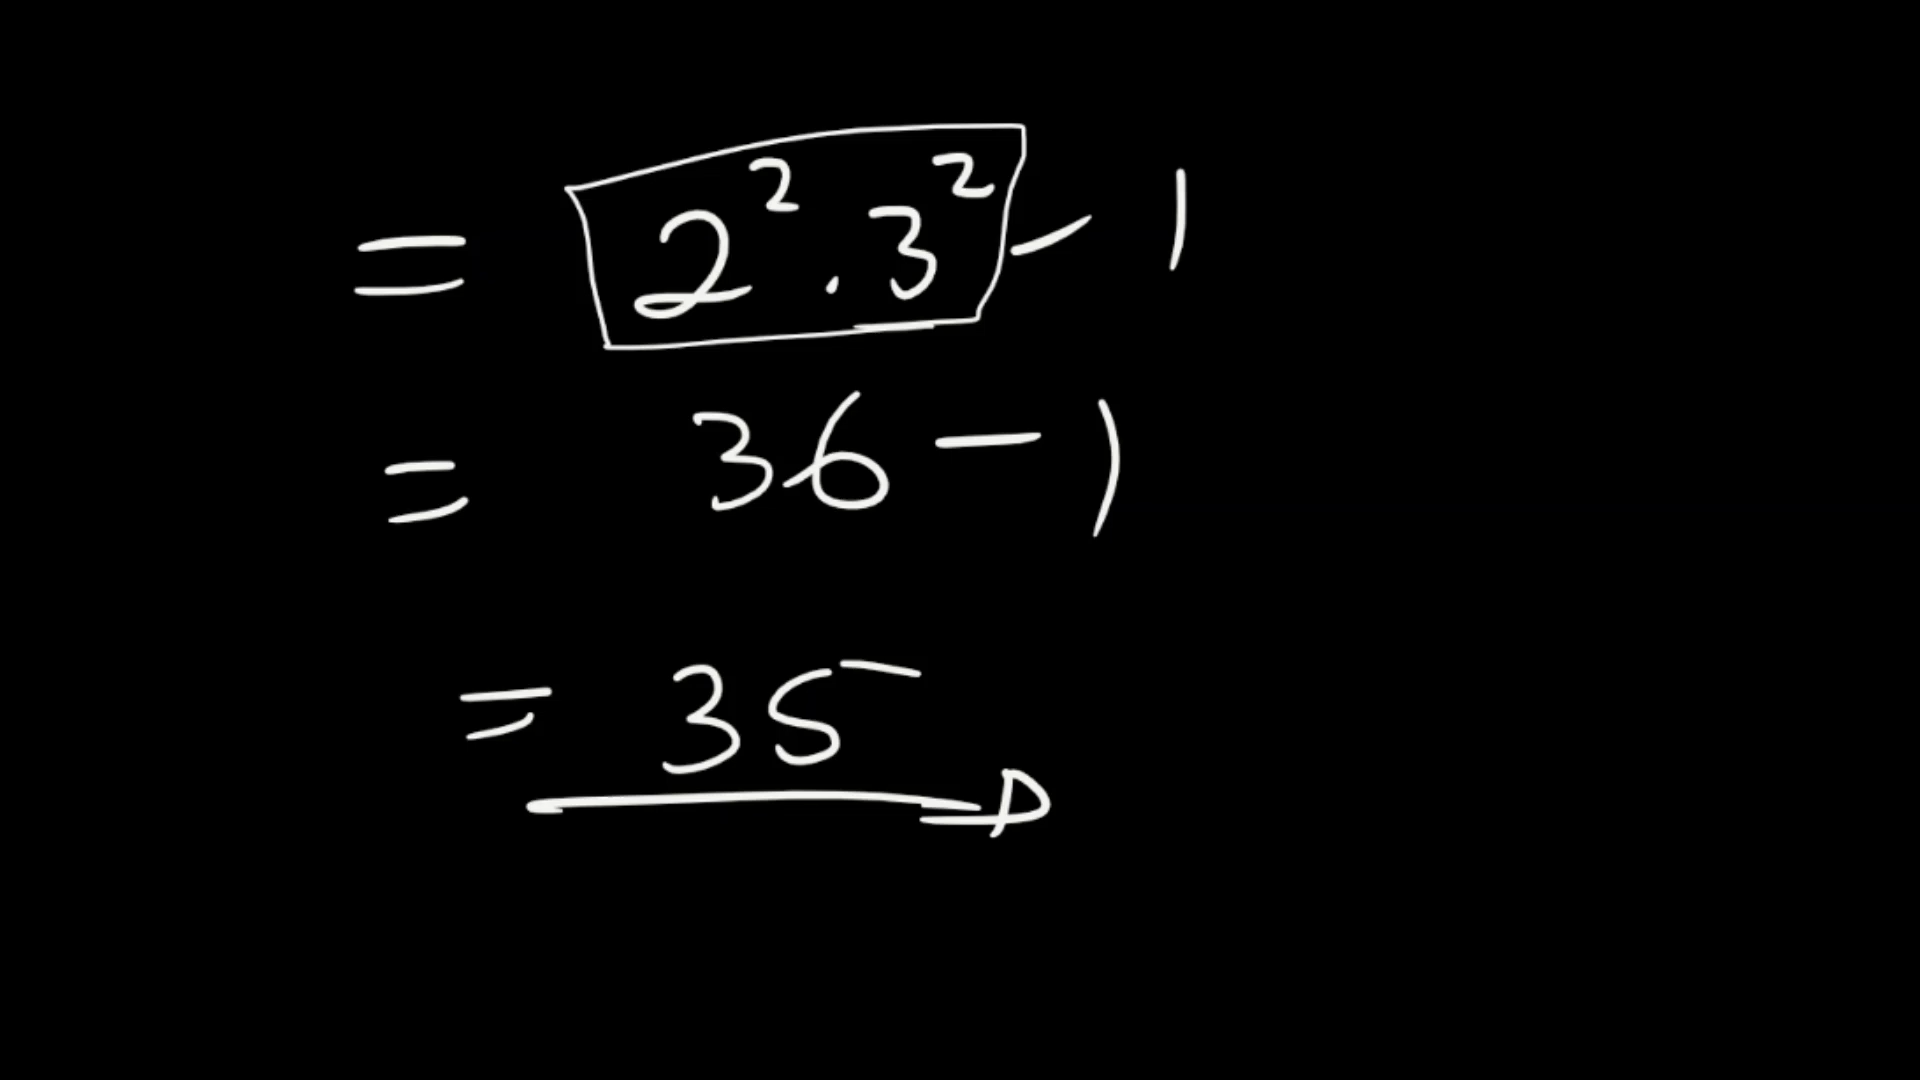 = 2² . 3² - 1
= 36 - 1
= 35